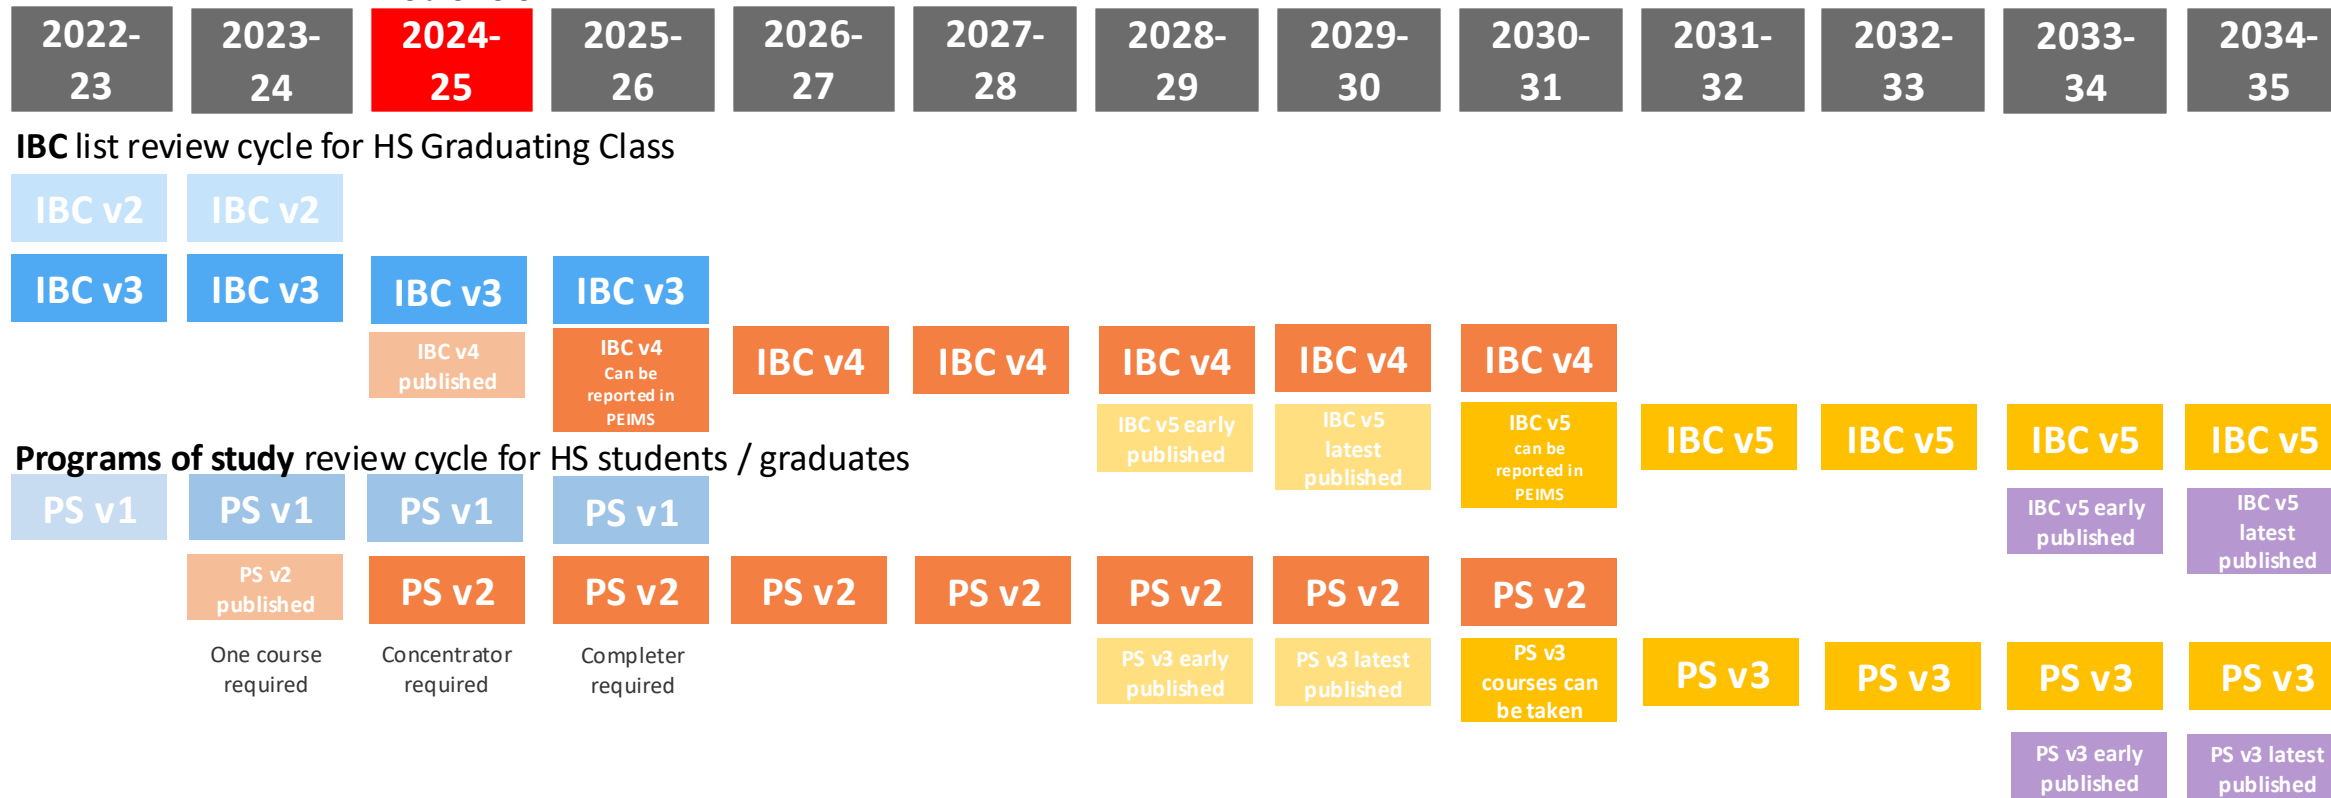 2022-
23
2023-
24
2024-
25
2025-
26
2026-
27
2027-
28
2028-
29
2029-
30
2030-
31
2031-
32
2032-
33
2033-
34
2034-
35
IBC list review cycle for HS Graduating Class
IBC v2
IBC v2
IBC v3
IBC v3
IBC v3
IBC v3
IBC v4
published
IBC v4
Can be
reported in
PEIMS
IBC v4
IBC v4
IBC v4
IBC v4
IBC v4
IBC v5 early
published
IBC v5
latest
published
IBC v5
can be
reported in
PEIMS
IBC v5
IBC v5
IBC v5
IBC v5
IBC v5 early
published
IBC v5
latest
published
Programs of study review cycle for HS students / graduates
PS v1
PS v1
PS v1
PS v1
PS v2
published
PS v2
PS v2
PS v2
PS v2
PS v2
PS v2
PS v2
One course
required
Concentrator
required
Completer
required
PS v3 early
published
PS v3 latest
published
PS v3
courses can
be taken
PS v3
PS v3
PS v3
PS v3
PS v3 early
published
PS v3 latest
published